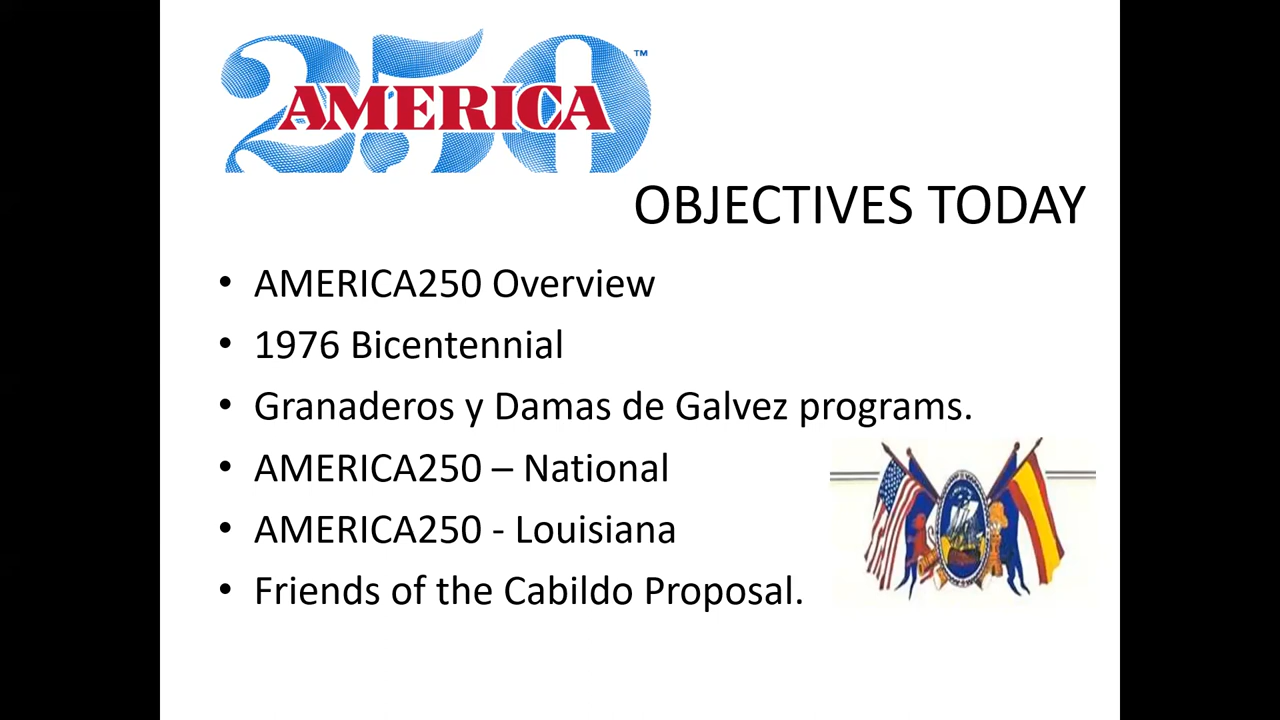 250
AMERICA
™
OBJECTIVES TODAY
• AMERICA250 Overview
• 1976 Bicentennial
• Granaderos y Damas de Galvez programs.
• AMERICA250 – National
• AMERICA250 - Louisiana
• Friends of the Cabildo Proposal.